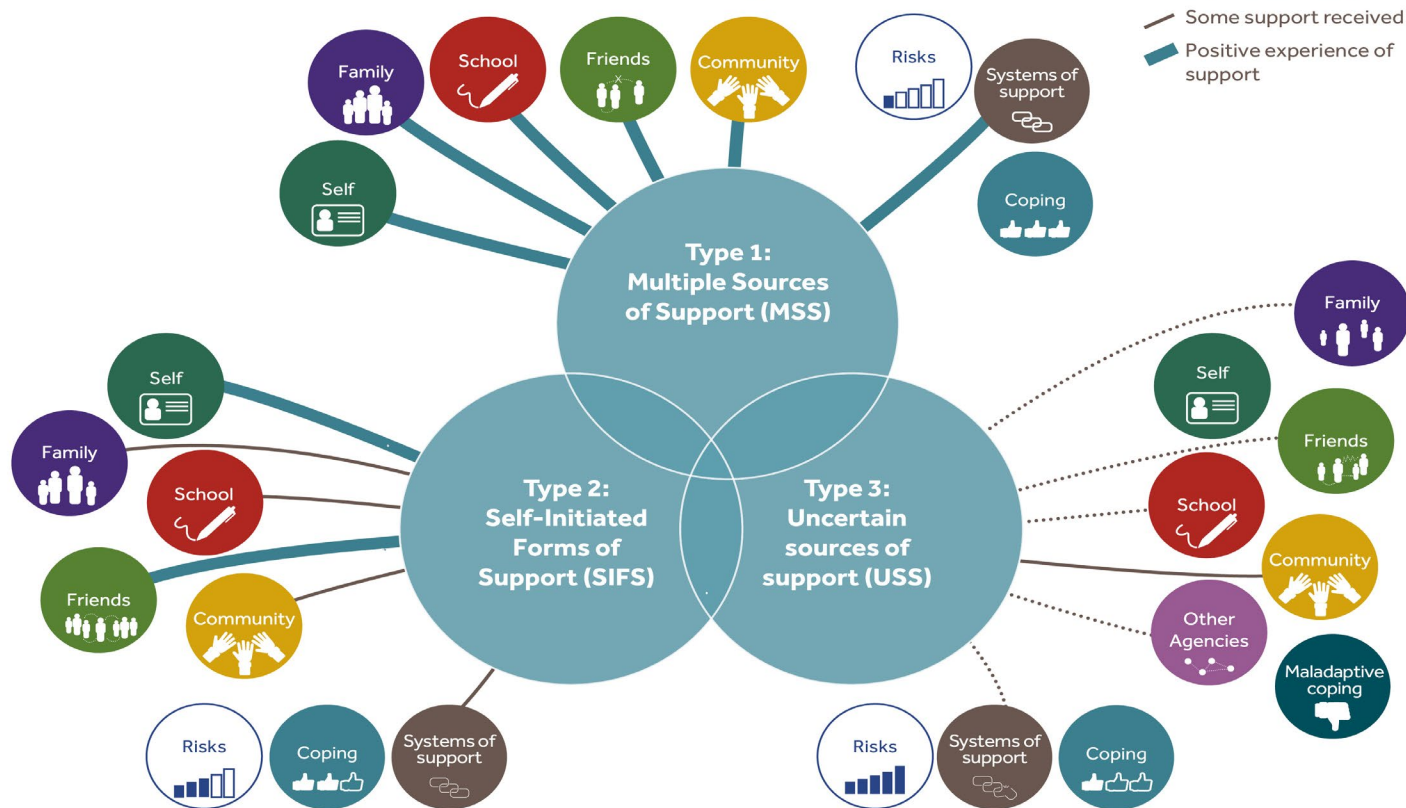 Some support received
Positive experience of
support
Family
School
Friends
Community
Risks
Systems of
support
Self
Coping
Type 1:
Multiple Sources
of Support (MSS)
Self
Family
School
Friends
Community
Type 2:
Self-Initiated
Forms of
Support (SIFS)
Risks
Coping
Systems of
support
Type 3:
Uncertain
sources of
support (USS)
Family
Self
Friends
School
Community
Other
Agencies
Maladaptive
coping
Risks
Systems of
support
Coping